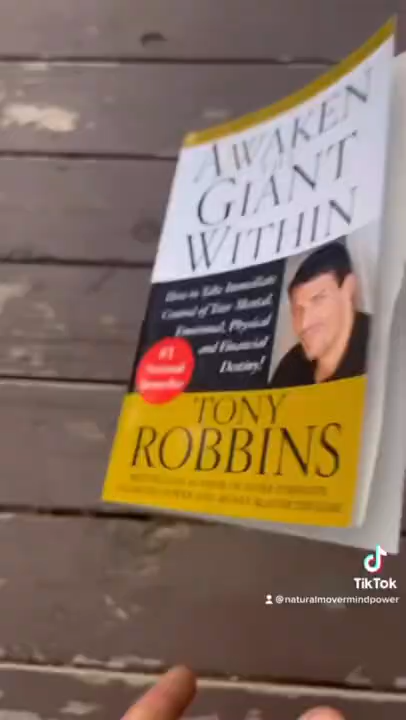 AWAKEN
GIANT
WITHIN
How to Take Immediate
Control of Your Mental,
Emotional, Physical
and Financial
Destiny!
#1
National
Bestseller
TONY
ROBBINS
TikTok
@naturalmovermindpower